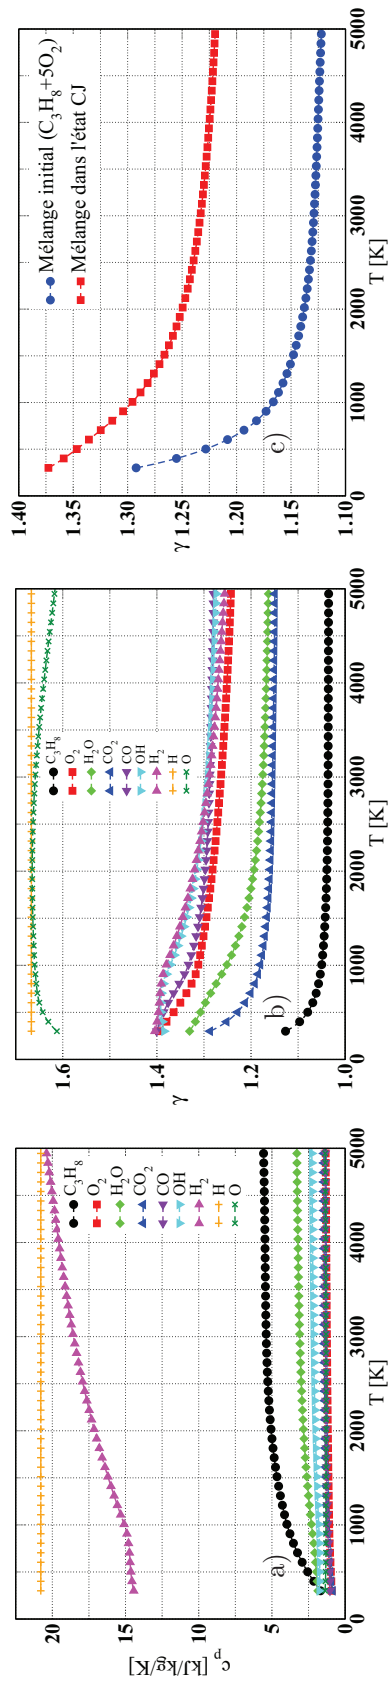 20
15
10
5
0
c_p [kJ/kg/K]
a)
C3H8
O2
H2O
CO2
CO
OH
H2
H
O
0 1000 2000 3000 4000 5000
T [K]
1.6
1.4
1.2
1.0
γ
b)
C3H8
O2
H2O
CO2
CO
OH
H2
H
O
0 1000 2000 3000 4000 5000
T [K]
1.40
1.35
1.30
1.25
1.20
1.15
1.10
γ
c)
Mélange initial (C3H8+5O2)
Mélange dans l'état CJ
0 1000 2000 3000 4000 5000
T [K]